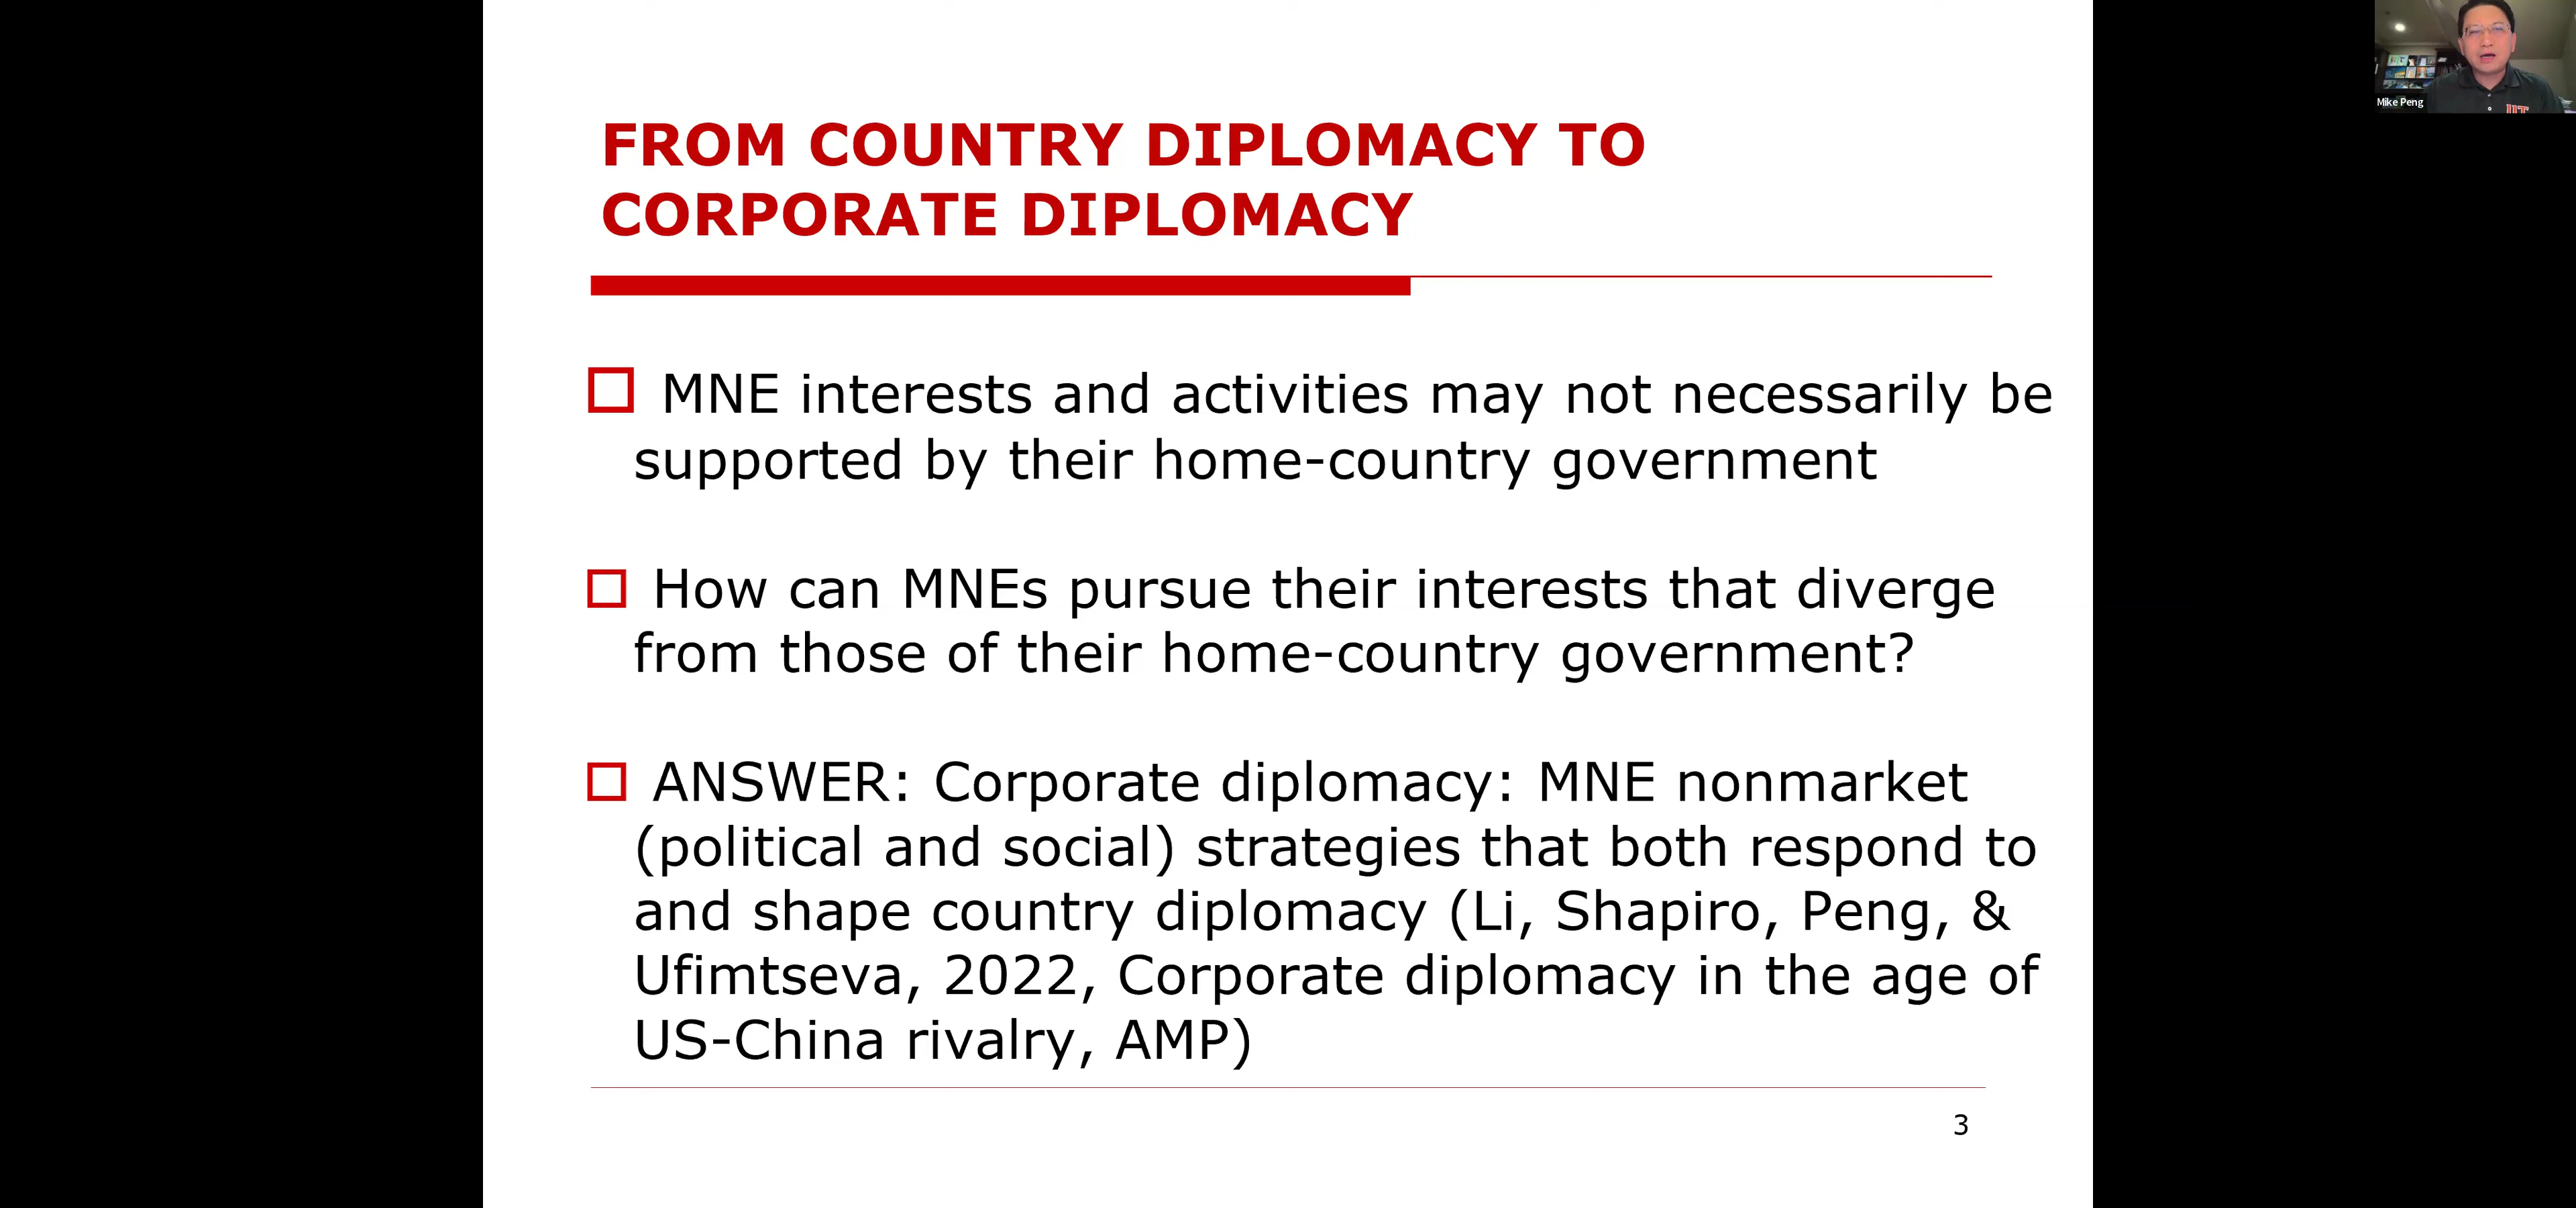 FROM COUNTRY DIPLOMACY TO
CORPORATE DIPLOMACY
MNE interests and activities may not necessarily be
supported by their home-country government
How can MNEs pursue their interests that diverge
from those of their home-country government?
ANSWER: Corporate diplomacy: MNE nonmarket
(political and social) strategies that both respond to
and shape country diplomacy (Li, Shapiro, Peng, &
Ufimtseva, 2022, Corporate diplomacy in the age of
US-China rivalry, AMP)
3
Mike Peng